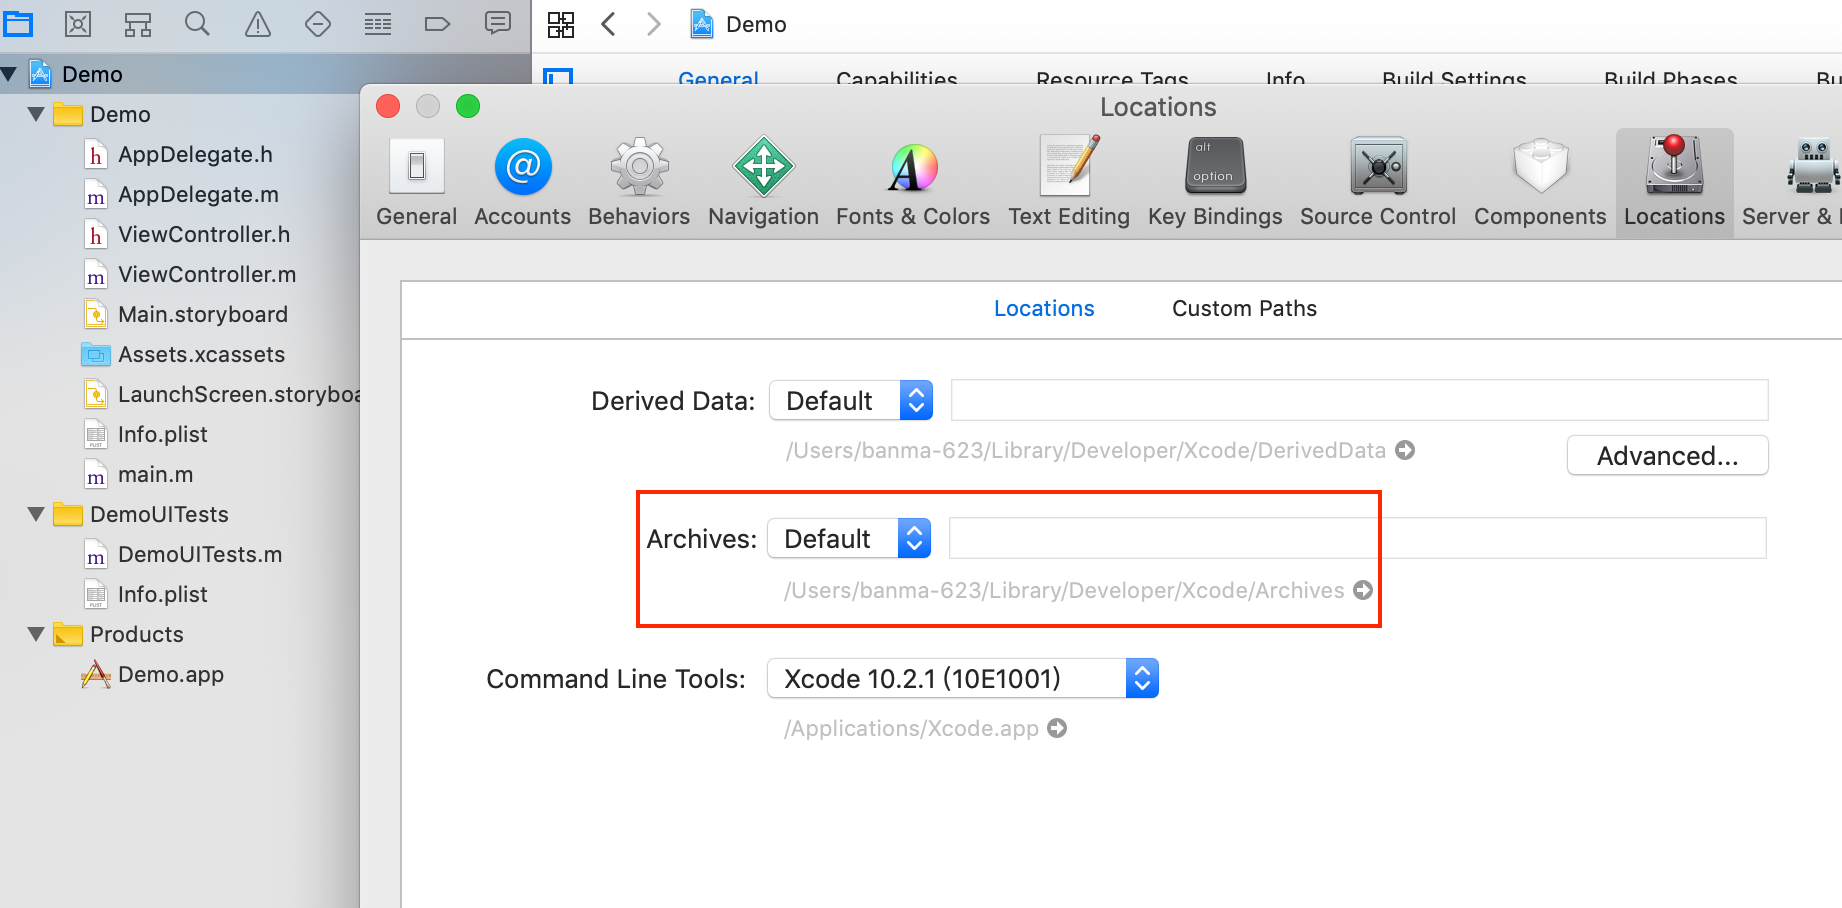 Demo
General Capabilities Resource Tags Info Build Settings Build Phases
Demo
Demo
AppDelegate.h
AppDelegate.m
ViewController.h
ViewController.m
Main.storyboard
Assets.xcassets
LaunchScreen.storyboa
Info.plist
main.m
DemoUITests
DemoUITests.m
Info.plist
Products
Demo.app
Locations
alt
option
General Accounts Behaviors Navigation Fonts & Colors Text Editing Key Bindings Source Control Components Locations Server &
Locations Custom Paths
Derived Data: Default
/Users/banma-623/Library/Developer/Xcode/DerivedData
Advanced...
Archives: Default
/Users/banma-623/Library/Developer/Xcode/Archives
Command Line Tools: Xcode 10.2.1 (10E1001)
/Applications/Xcode.app